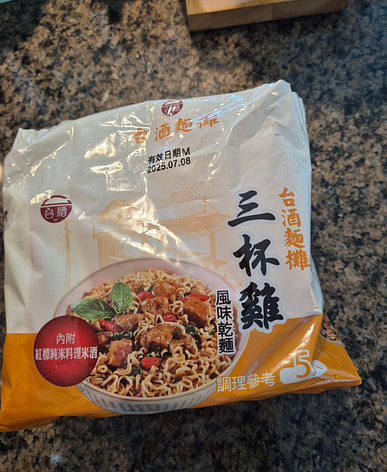 台酒麵攤
有效日期M
2025.07.08
台酒
台酒麵攤
三杯雞
風味乾麵
內附
紅標純米料理米酒
調理參考
5